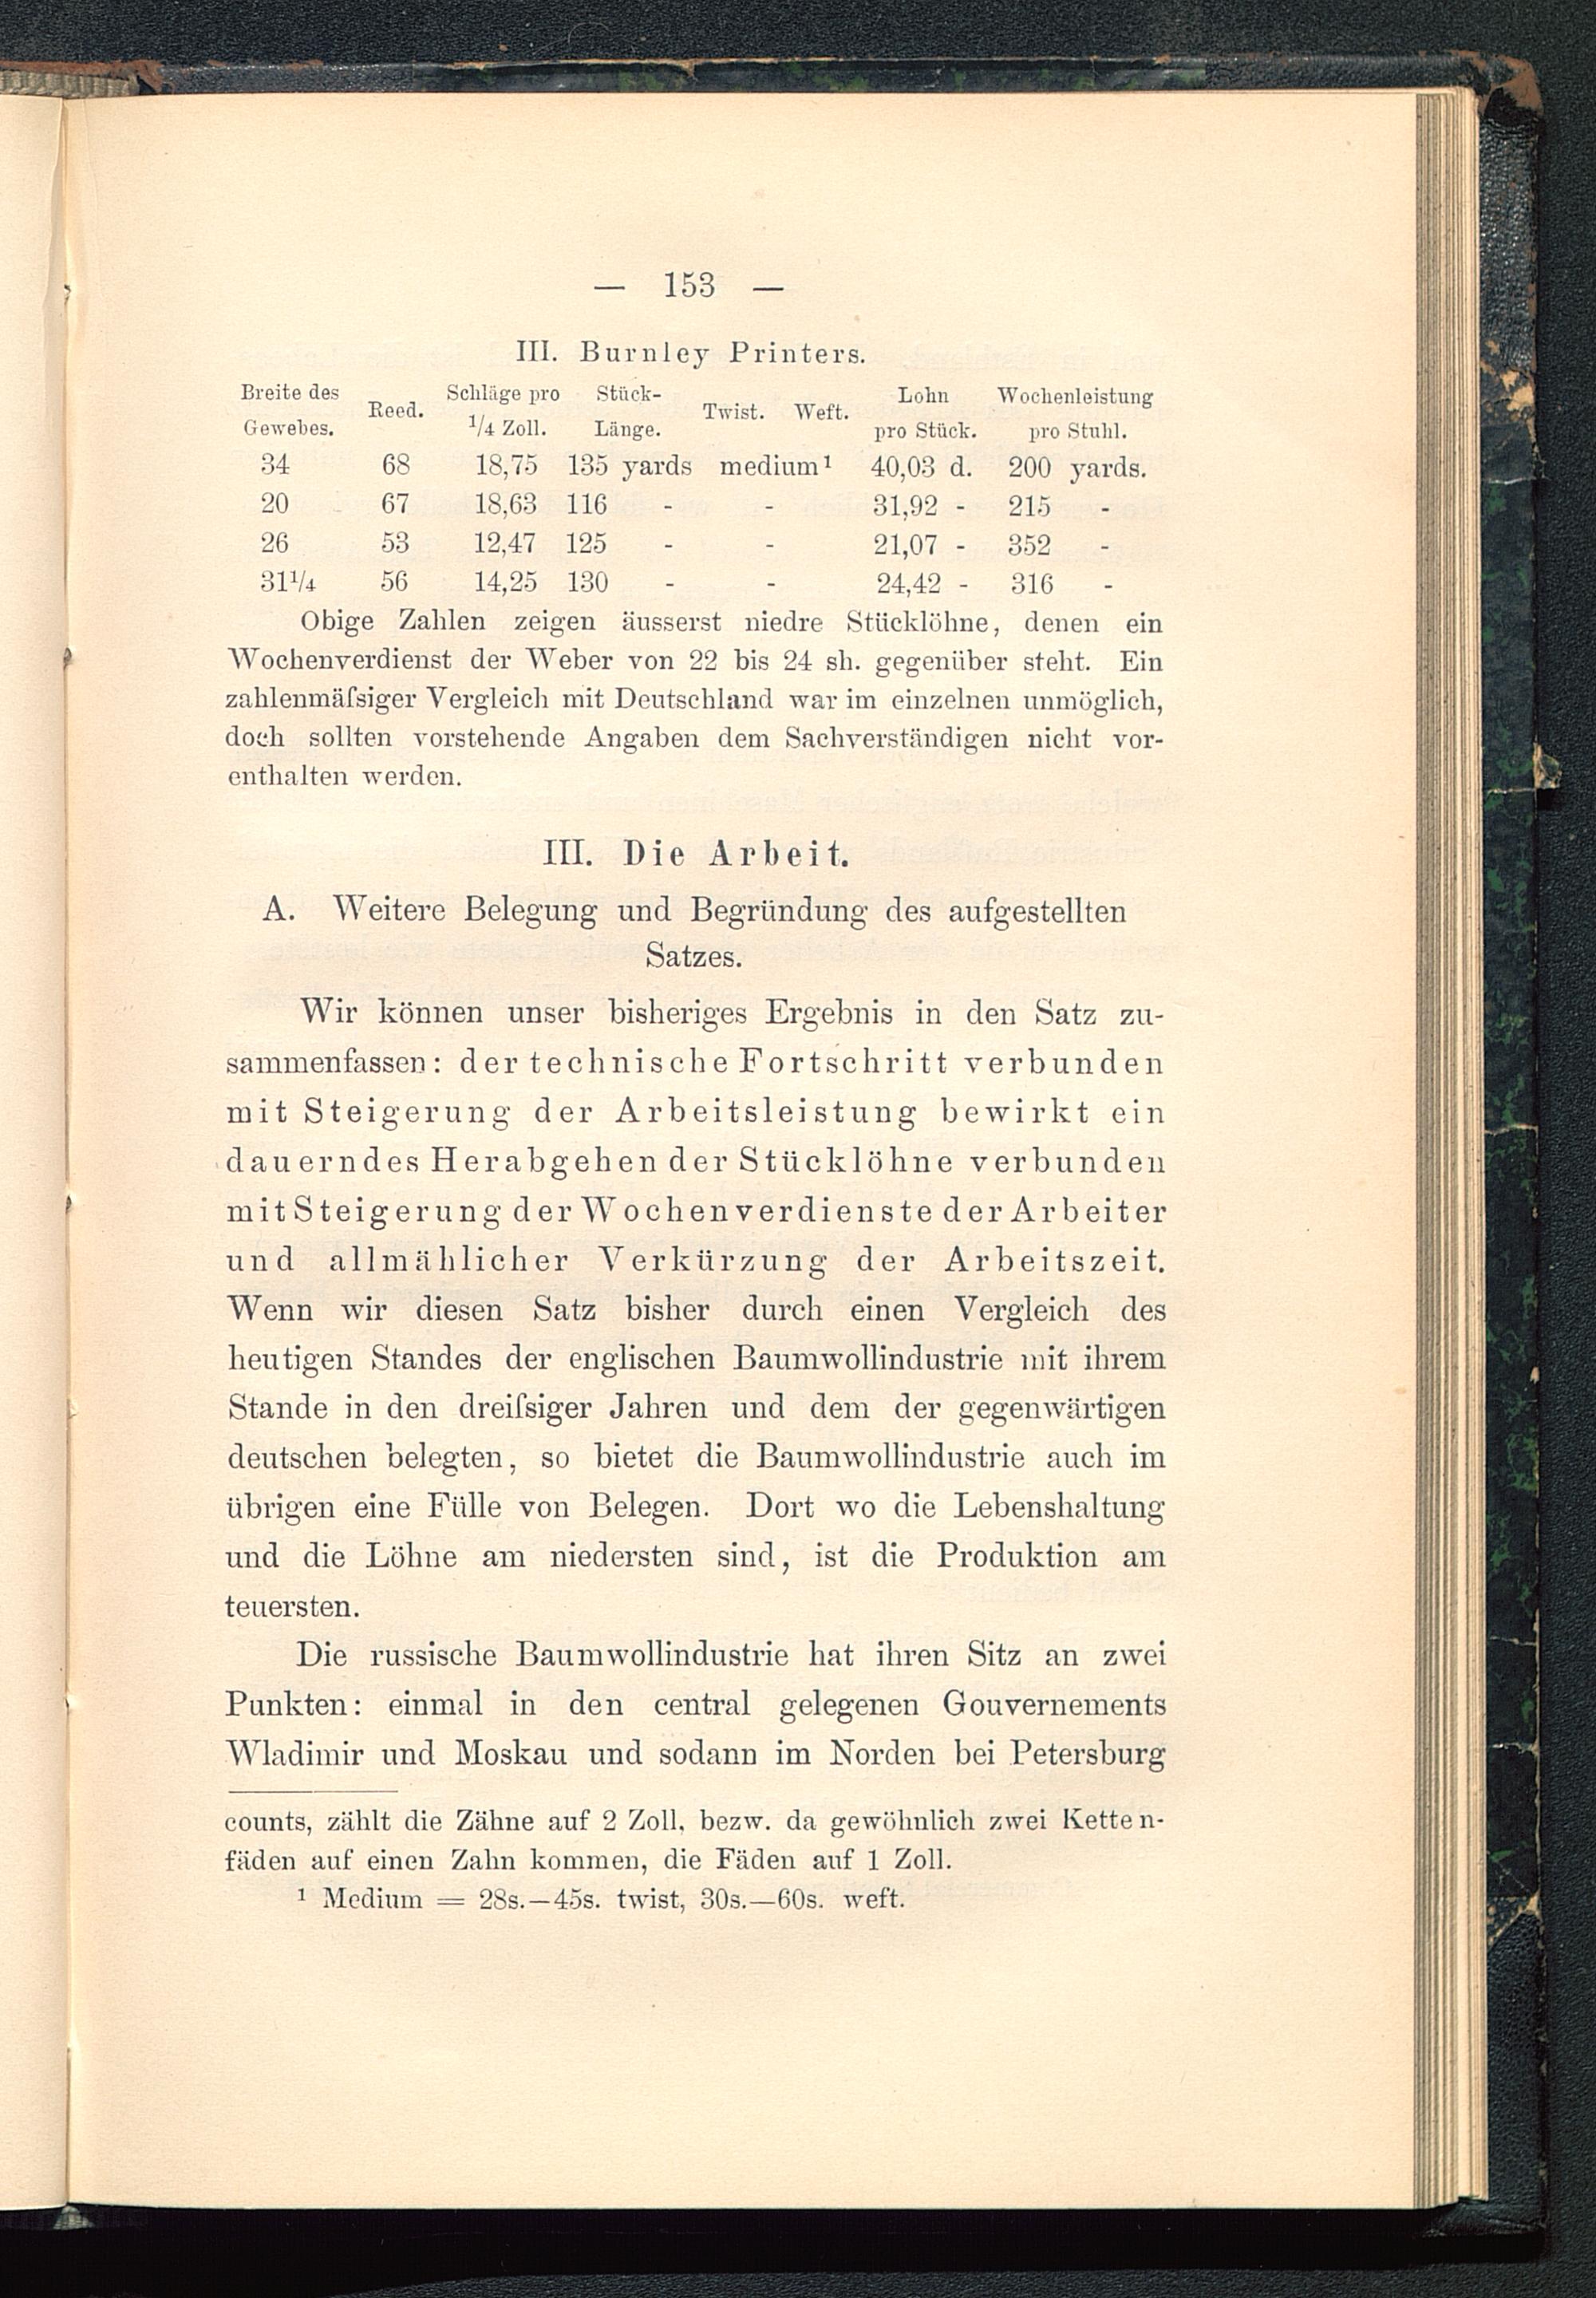 — 153 —
III. Burnley Printers.
Breite des Gewebes. Reed. Schläge pro 1/4 Zoll. Stück-Länge. Twist. Weft. Lohn pro Stück. Wochenleistung pro Stuhl.
34 68 18,75 135 yards medium¹ 40,03 d. 200 yards.
20 67 18,63 116 - - 31,92 - 215 -
26 53 12,47 125 - - 21,07 - 352 -
31¹/4 56 14,25 130 - - 24,42 - 316 -
Obige Zahlen zeigen äusserst niedre Stücklöhne, denen ein
Wochenverdienst der Weber von 22 bis 24 sh. gegenüber steht. Ein
zahlenmäſsiger Vergleich mit Deutschland war im einzelnen unmöglich,
doch sollten vorstehende Angaben dem Sachverständigen nicht vor-
enthalten werden.
III. Die Arbeit.
A. Weitere Belegung und Begründung des aufgestellten
Satzes.
Wir können unser bisheriges Ergebnis in den Satz zu-
sammenfassen: der technische Fortschritt verbunden
mit Steigerung der Arbeitsleistung bewirkt ein
dauerndes Herabgehen der Stücklöhne verbunden
mit Steigerung der Wochenverdienste der Arbeiter
und allmählicher Verkürzung der Arbeitszeit.
Wenn wir diesen Satz bisher durch einen Vergleich des
heutigen Standes der englischen Baumwollindustrie mit ihrem
Stande in den dreiſsiger Jahren und dem der gegenwärtigen
deutschen belegten, so bietet die Baumwollindustrie auch im
übrigen eine Fülle von Belegen. Dort wo die Lebenshaltung
und die Löhne am niedersten sind, ist die Produktion am
teuersten.
Die russische Baumwollindustrie hat ihren Sitz an zwei
Punkten: einmal in den central gelegenen Gouvernements
Wladimir und Moskau und sodann im Norden bei Petersburg
counts, zählt die Zähne auf 2 Zoll, bezw. da gewöhnlich zwei Ketten-
fäden auf einen Zahn kommen, die Fäden auf 1 Zoll.
¹ Medium = 28s.—45s. twist, 30s.—60s. weft.